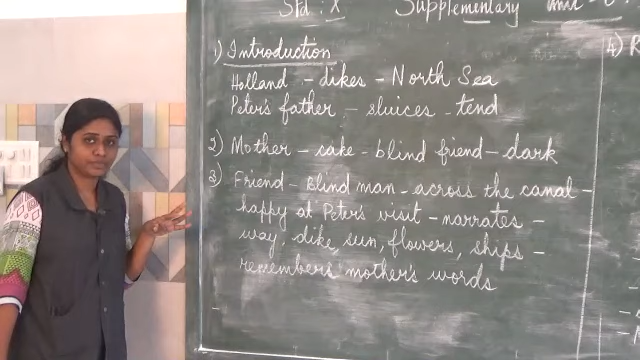 Std : X Supplementary Unit -
1) Introduction
Holland - dikes - North Sea
Peter's father - sluices - tend
2) Mother - cake - blind friend - dark
3) Friend - blind man - across the canal -
happy at Peter's visit - narrates -
way, dike, sun, flowers, ships -
remembers mother's words
4) R